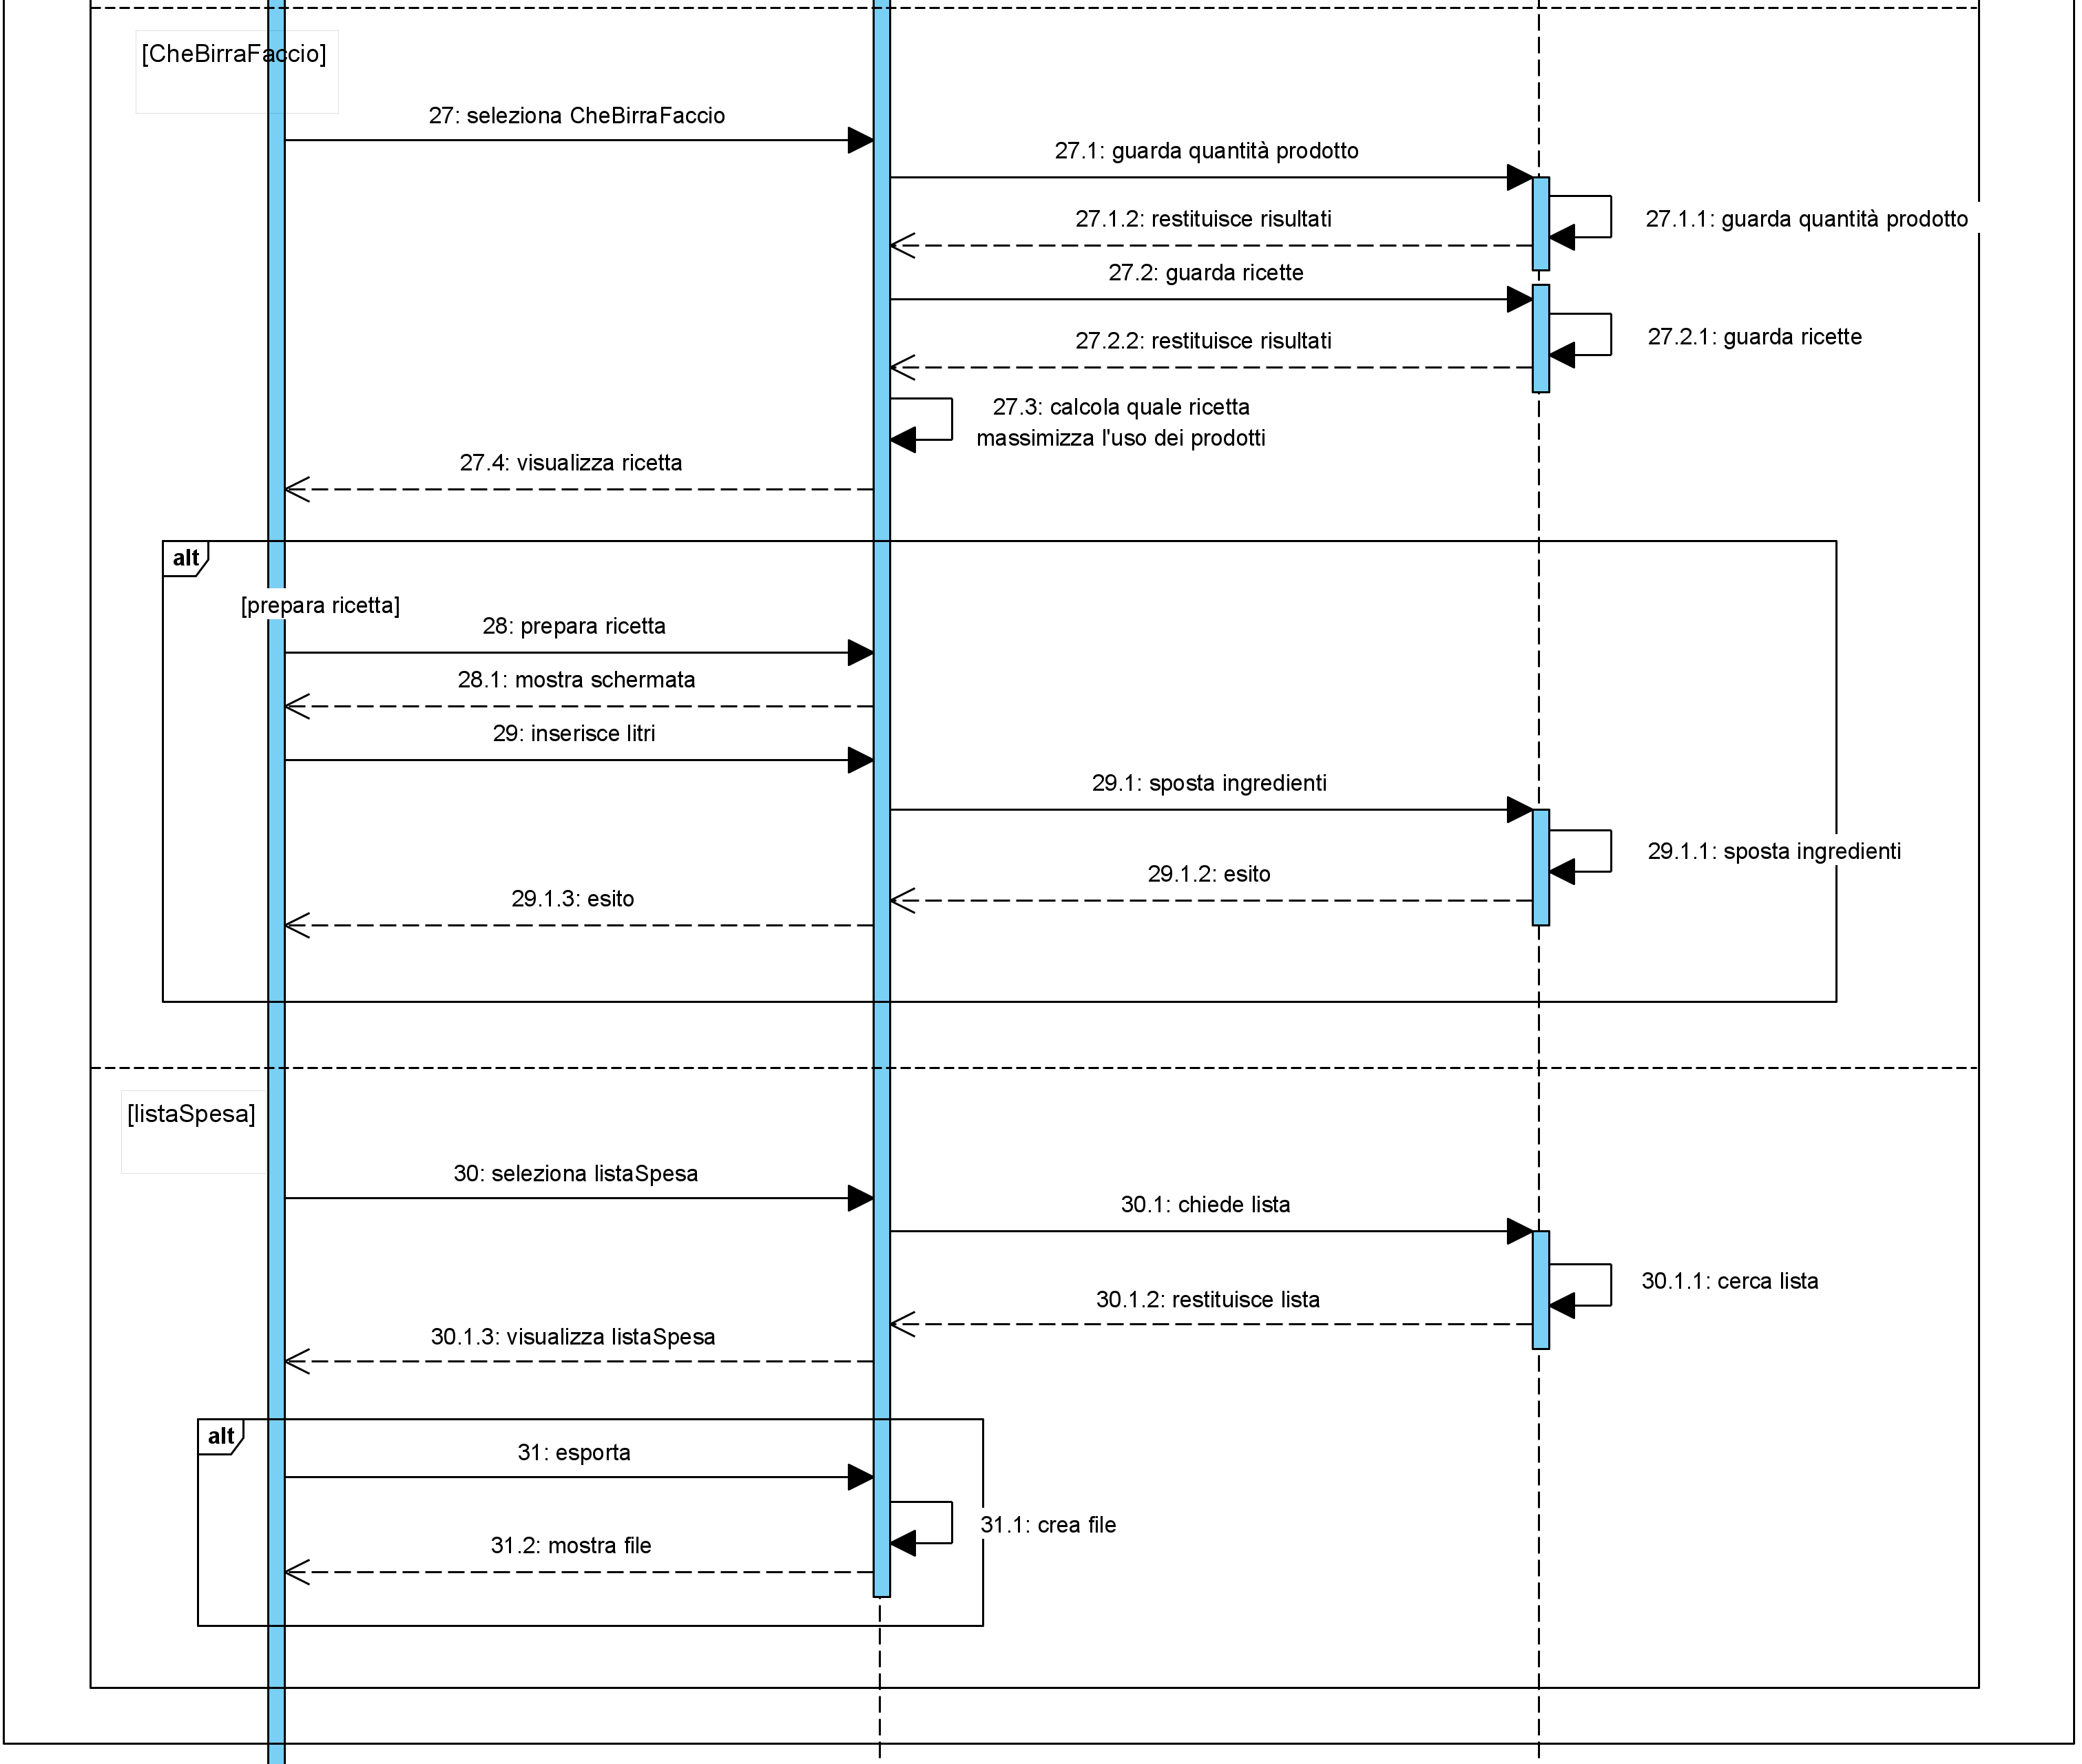 [CheBirraFaccio]
27: seleziona CheBirraFaccio
27.1: guarda quantità prodotto
27.1.1: guarda quantità prodotto
27.1.2: restituisce risultati
27.2: guarda ricette
27.2.1: guarda ricette
27.2.2: restituisce risultati
27.3: calcola quale ricetta
massimizza l'uso dei prodotti
27.4: visualizza ricetta
alt
[prepara ricetta]
28: prepara ricetta
28.1: mostra schermata
29: inserisce litri
29.1: sposta ingredienti
29.1.1: sposta ingredienti
29.1.2: esito
29.1.3: esito
[listaSpesa]
30: seleziona listaSpesa
30.1: chiede lista
30.1.1: cerca lista
30.1.2: restituisce lista
30.1.3: visualizza listaSpesa
alt
31: esporta
31.1: crea file
31.2: mostra file